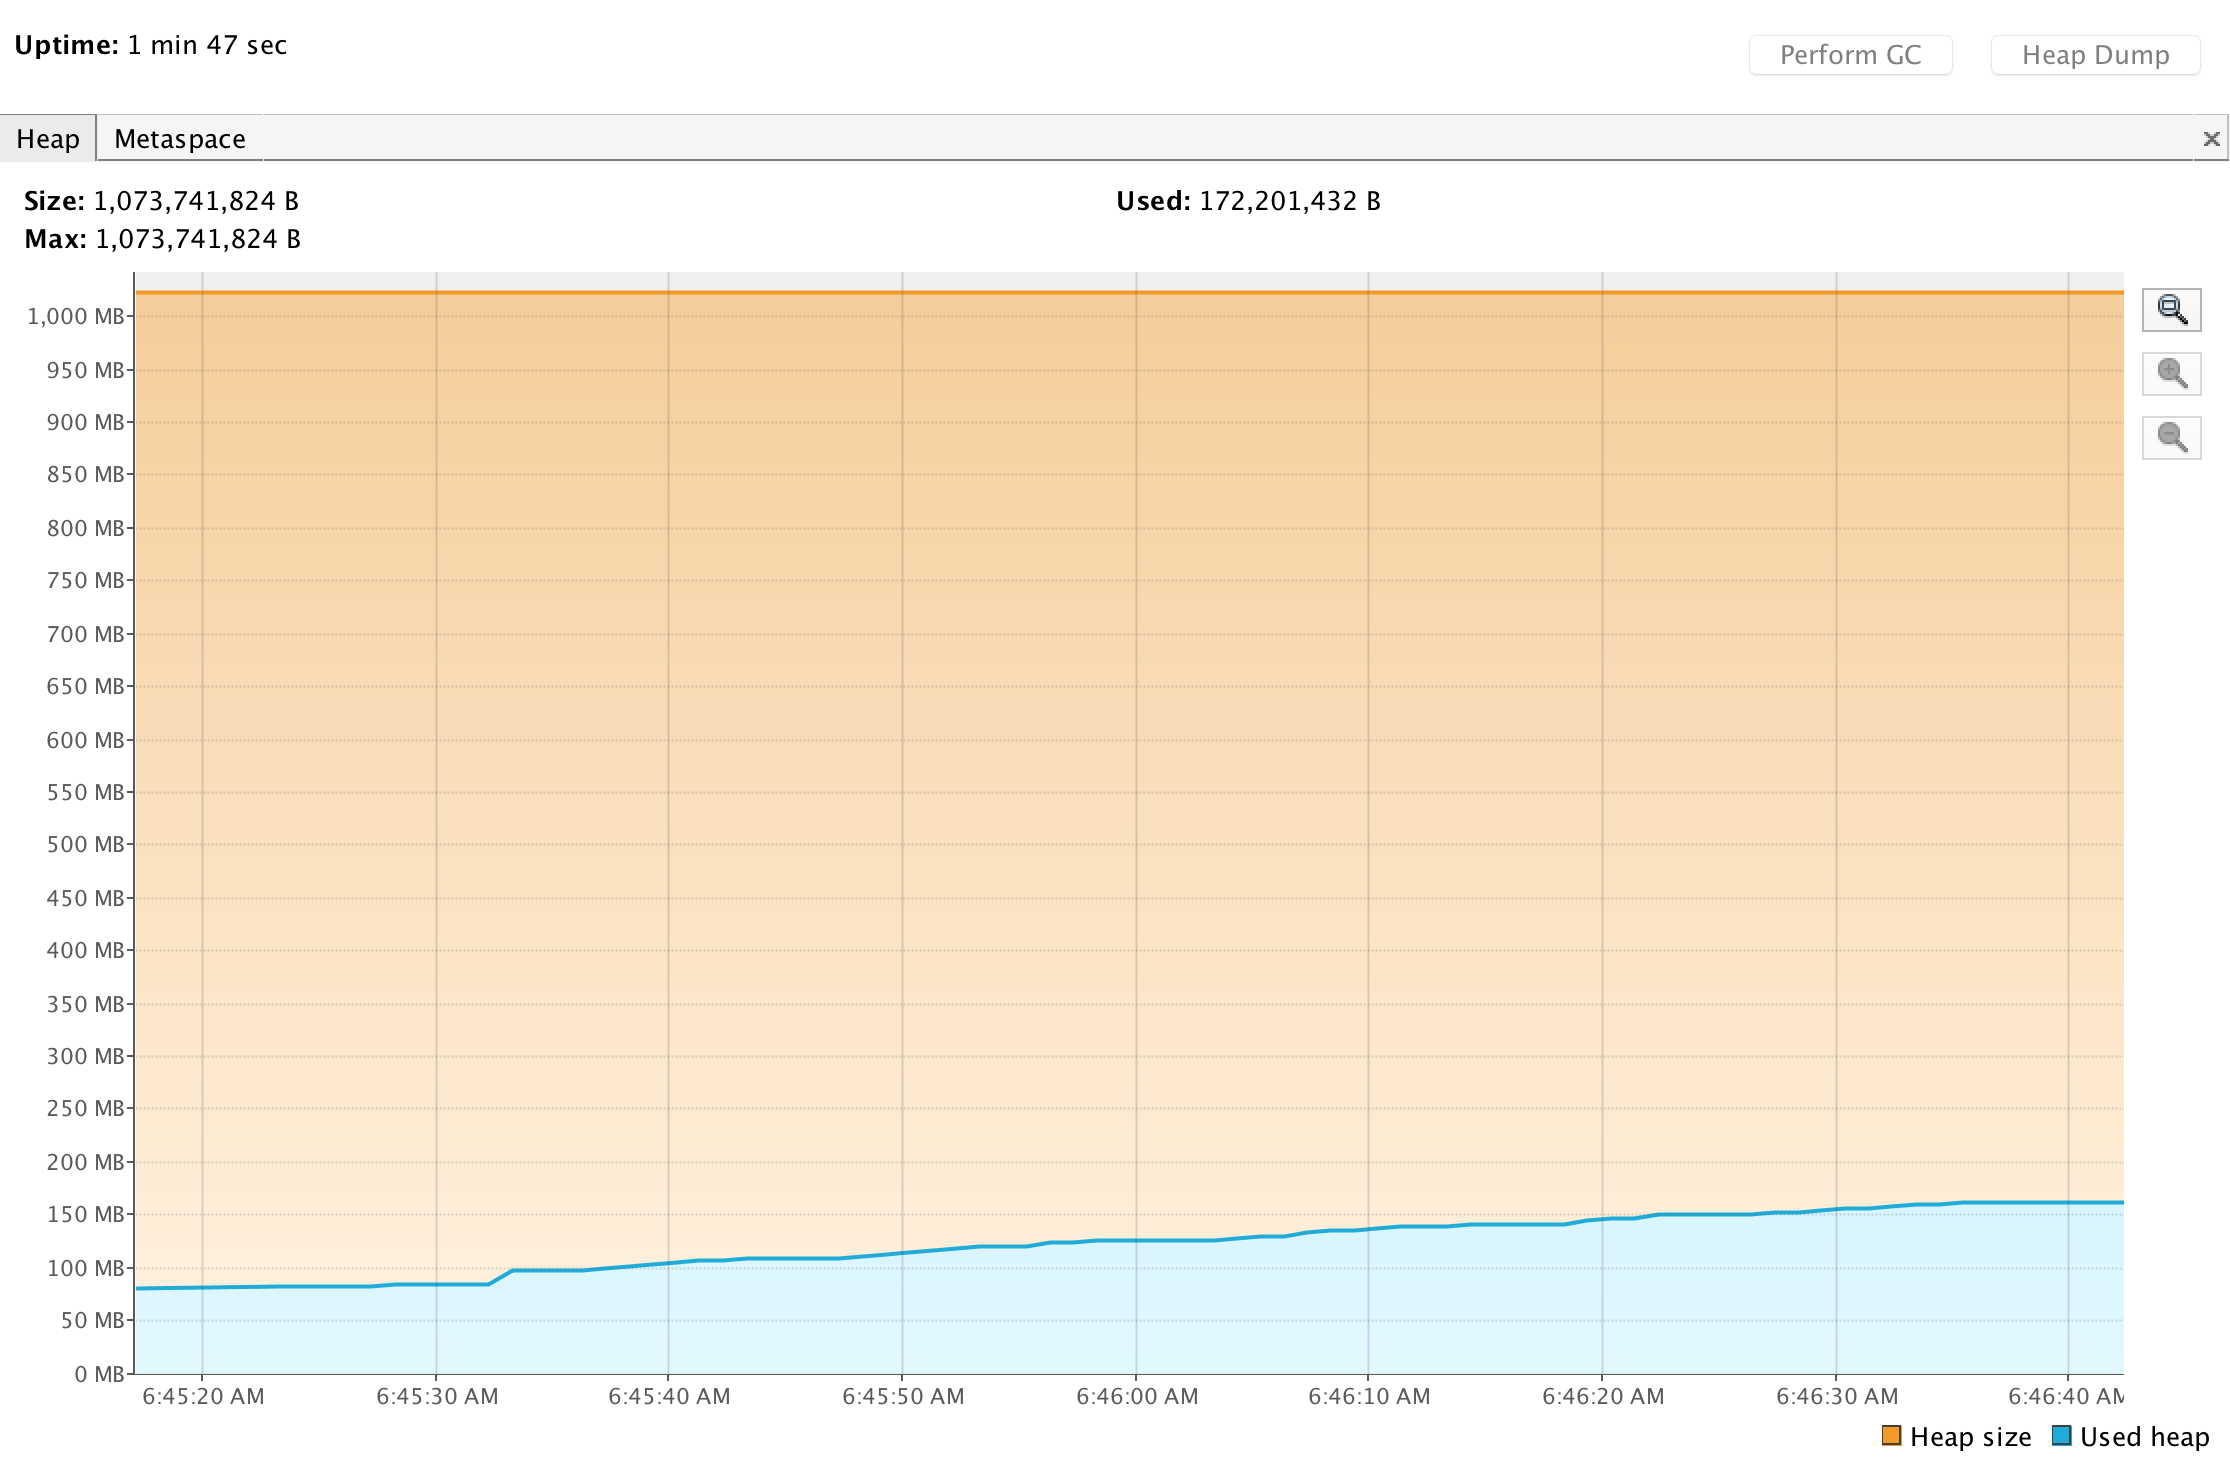 Uptime: 1 min 47 sec
Perform GC
Heap Dump
Heap
Metaspace
Size: 1,073,741,824 B
Used: 172,201,432 B
Max: 1,073,741,824 B
1,000 MB
950 MB
900 MB
850 MB
800 MB
750 MB
700 MB
650 MB
600 MB
550 MB
500 MB
450 MB
400 MB
350 MB
300 MB
250 MB
200 MB
150 MB
100 MB
50 MB
0 MB
6:45:20 AM
6:45:30 AM
6:45:40 AM
6:45:50 AM
6:46:00 AM
6:46:10 AM
6:46:20 AM
6:46:30 AM
6:46:40 AM
Heap size
Used heap